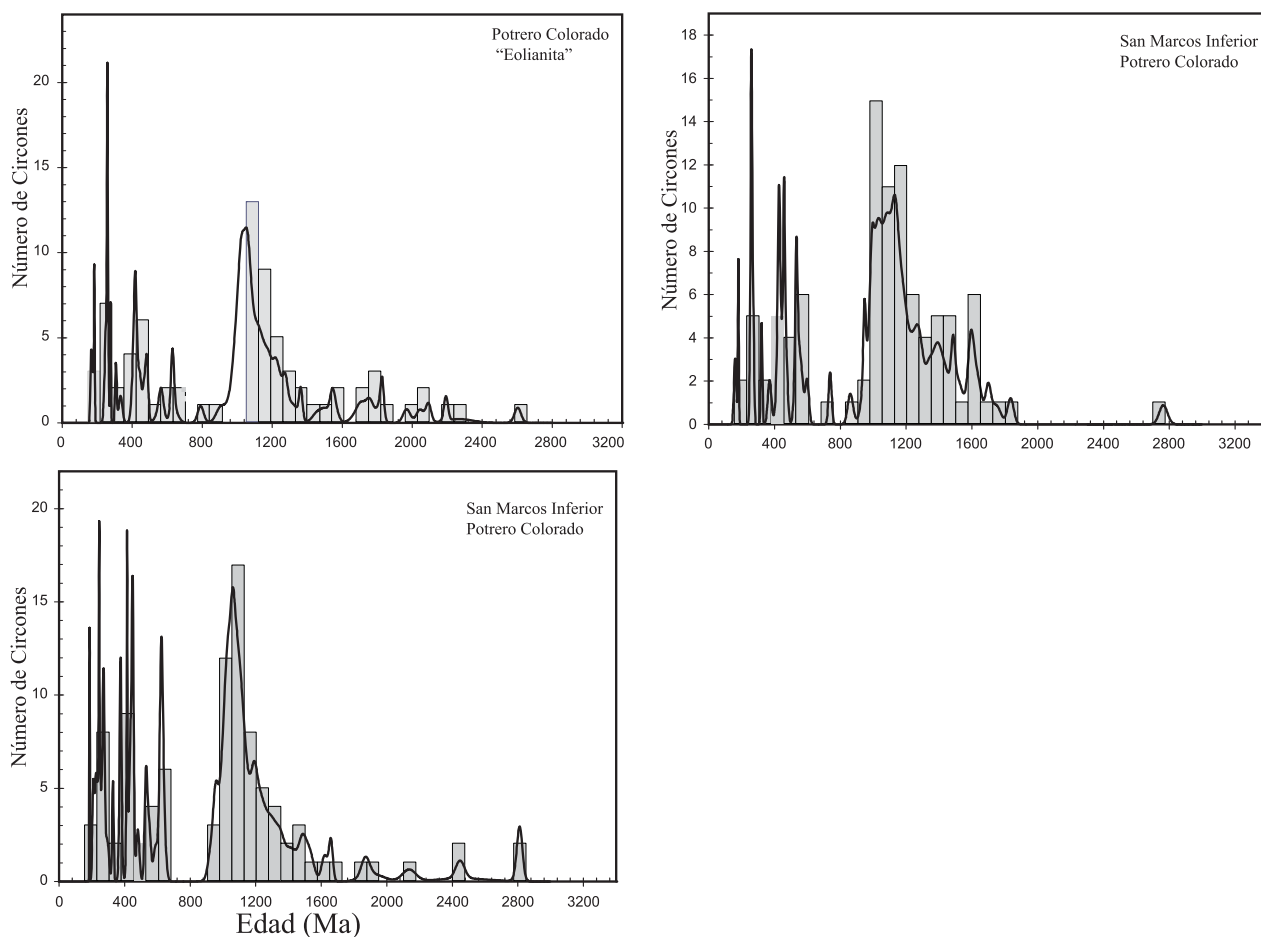 Potrero Colorado
“Eolianita”
Número de Circones
20
15
10
5
0
0 400 800 1200 1600 2000 2400 2800 3200
San Marcos Inferior
Potrero Colorado
Número de Circones
18
16
14
12
10
8
6
4
2
0
0 400 800 1200 1600 2000 2400 2800 3200
San Marcos Inferior
Potrero Colorado
Número de Circones
20
15
10
5
0
0 400 800 1200 1600 2000 2400 2800 3200
Edad (Ma)